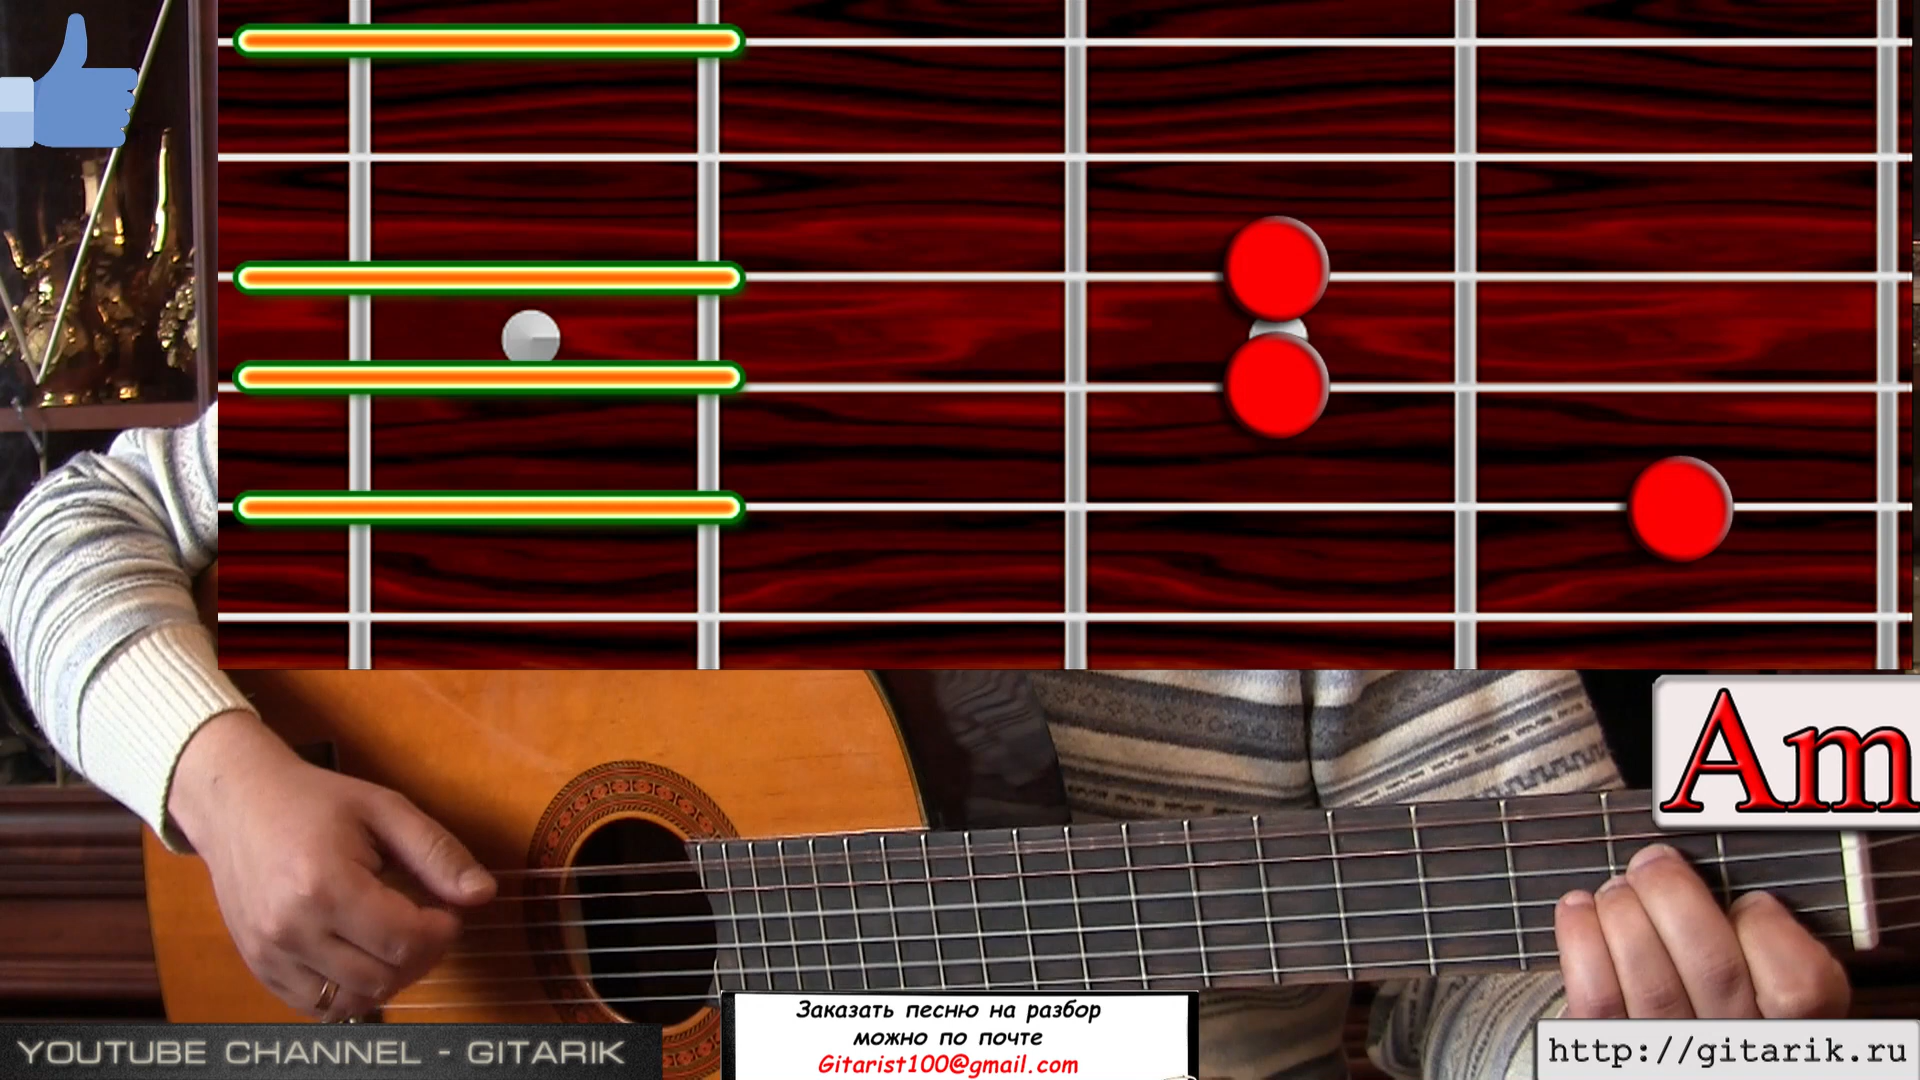 Am
YOUTUBE CHANNEL - GITARIK
Заказать песню на разбор
можно по почте
Gitarist100@gmail.com
http://gitarik.ru